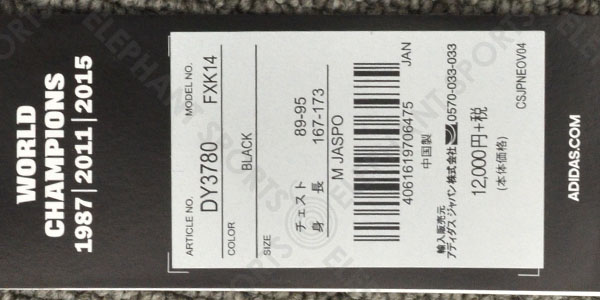 WORLD
CHAMPIONS
1987 | 2011 | 2015
ARTICLE NO.
MODEL NO.
DY3780
FXK14
COLOR
BLACK
SIZE
チェスト 89-95
身 長 167-173
M JASPO
JAN
4061619706475
中国製
輸入販売元
アディダス ジャパン株式会社 0570-033-033
12,000円+税
(本体価格)
CSJPNEOV04
ADIDAS.COM
ELEPHANT SPORTS